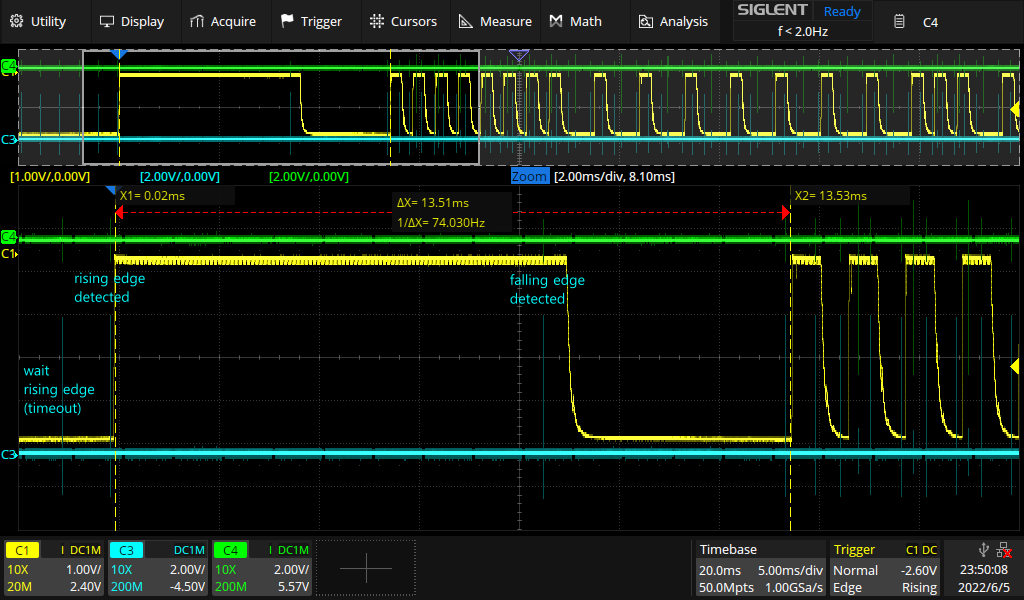 Utility Display Acquire Trigger Cursors Measure Math Analysis SIGLENT Ready C4
f < 2.0Hz
C4
C3
[1.00V/,0.00V] [2.00V/,0.00V] [2.00V/,0.00V] Zoom [2.00ms/div, 8.10ms]
X1= 0.02ms ΔX= 13.51ms X2= 13.53ms
1/ΔX= 74.030Hz
C4
C1
rising edge
detected
falling edge
detected
wait
rising edge
(timeout)
C3
C1 I DC1M
10X 1.00V/
20M 2.40V
C3 DC1M
10X 2.00V/
200M -4.50V
C4 I DC1M
10X 2.00V/
200M 5.57V
Timebase
20.0ms 5.00ms/div
50.0Mpts 1.00GSa/s
Trigger C1 DC
Normal -2.60V
Edge Rising
23:50:08
2022/6/5